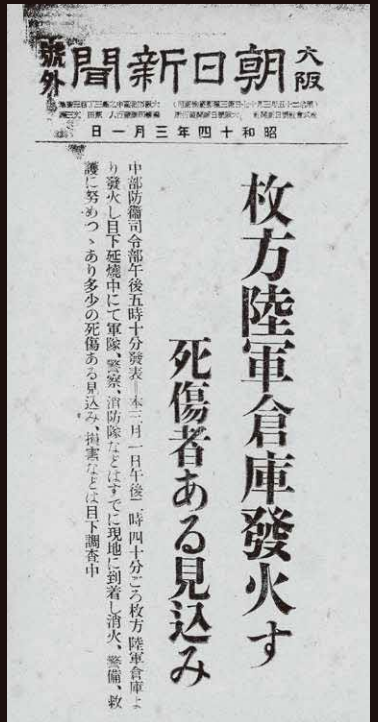 大阪
朝日新聞
號外
昭和十四年三月一日
枚方陸軍倉庫發火す
死傷者ある見込み
中部防衞司令部午後五時十分發表—本三月一日午後二時四十分ごろ枚方陸軍倉庫よ
り發火し目下延燒中にて軍隊、警察、消防隊などはすでに現地に到着し消火、警備、救
護に努めつゝあり多少の死傷ある見込み、損害などは目下調査中